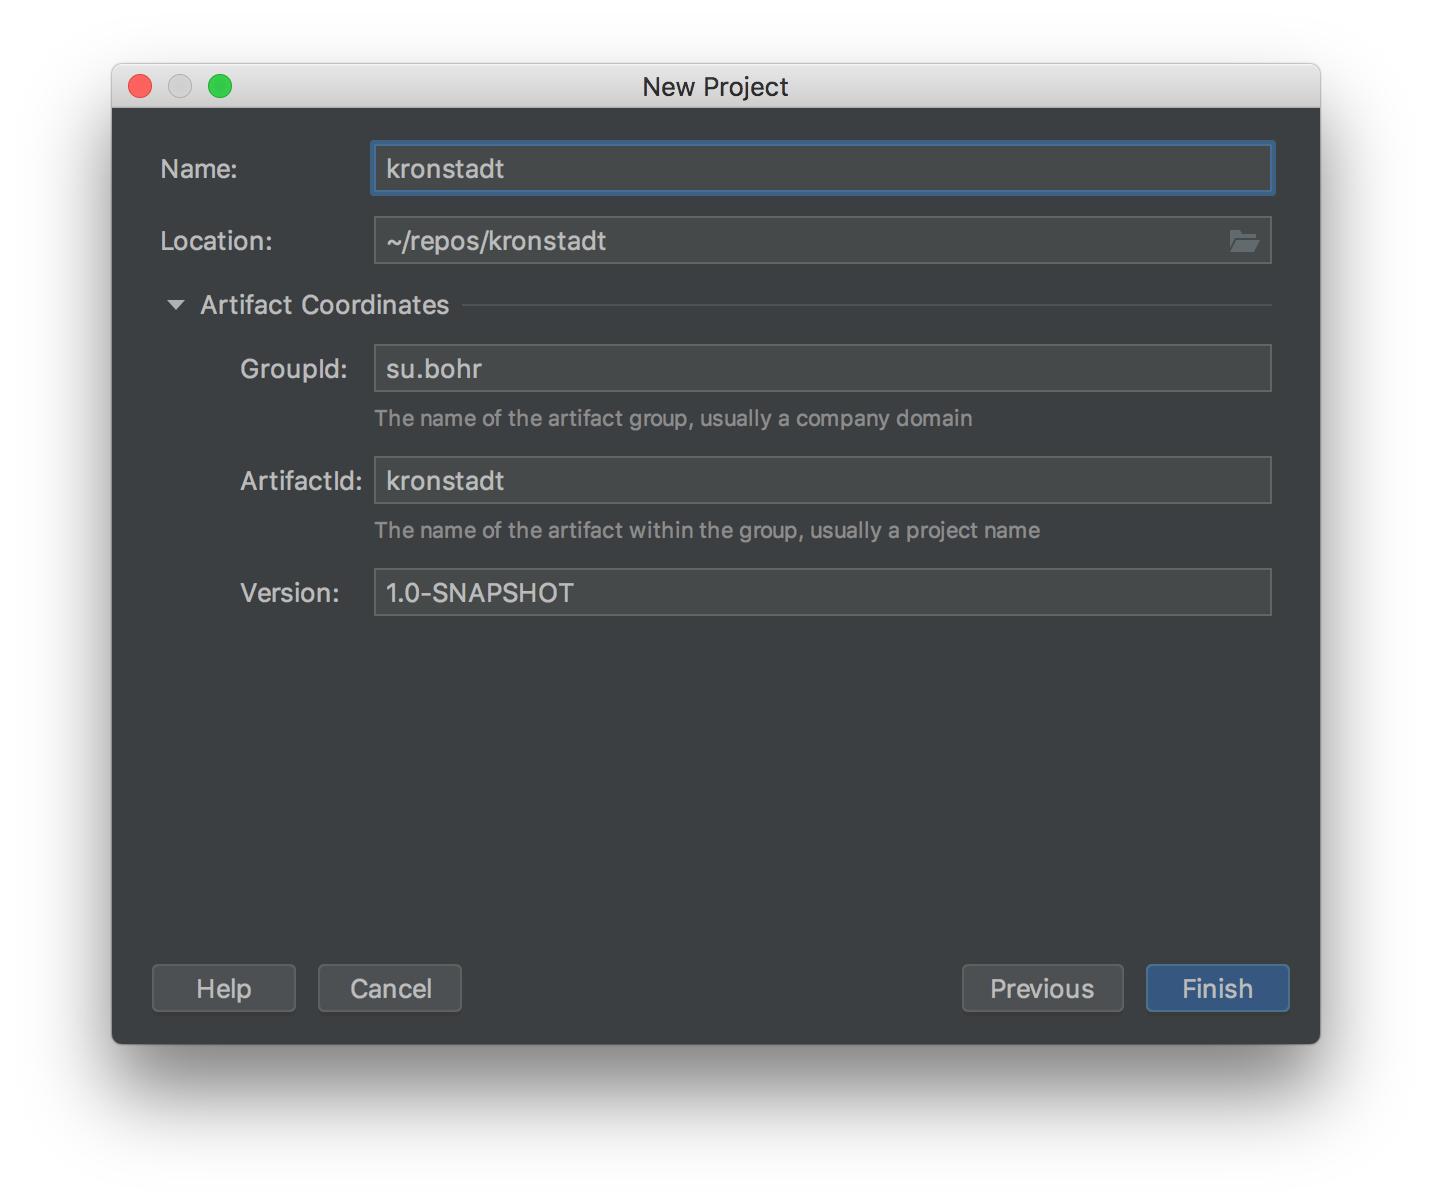 New Project
Name: kronstadt
Location: ~/repos/kronstadt
Artifact Coordinates
GroupId: su.bohr
The name of the artifact group, usually a company domain
ArtifactId: kronstadt
The name of the artifact within the group, usually a project name
Version: 1.0-SNAPSHOT
Help Cancel Previous Finish